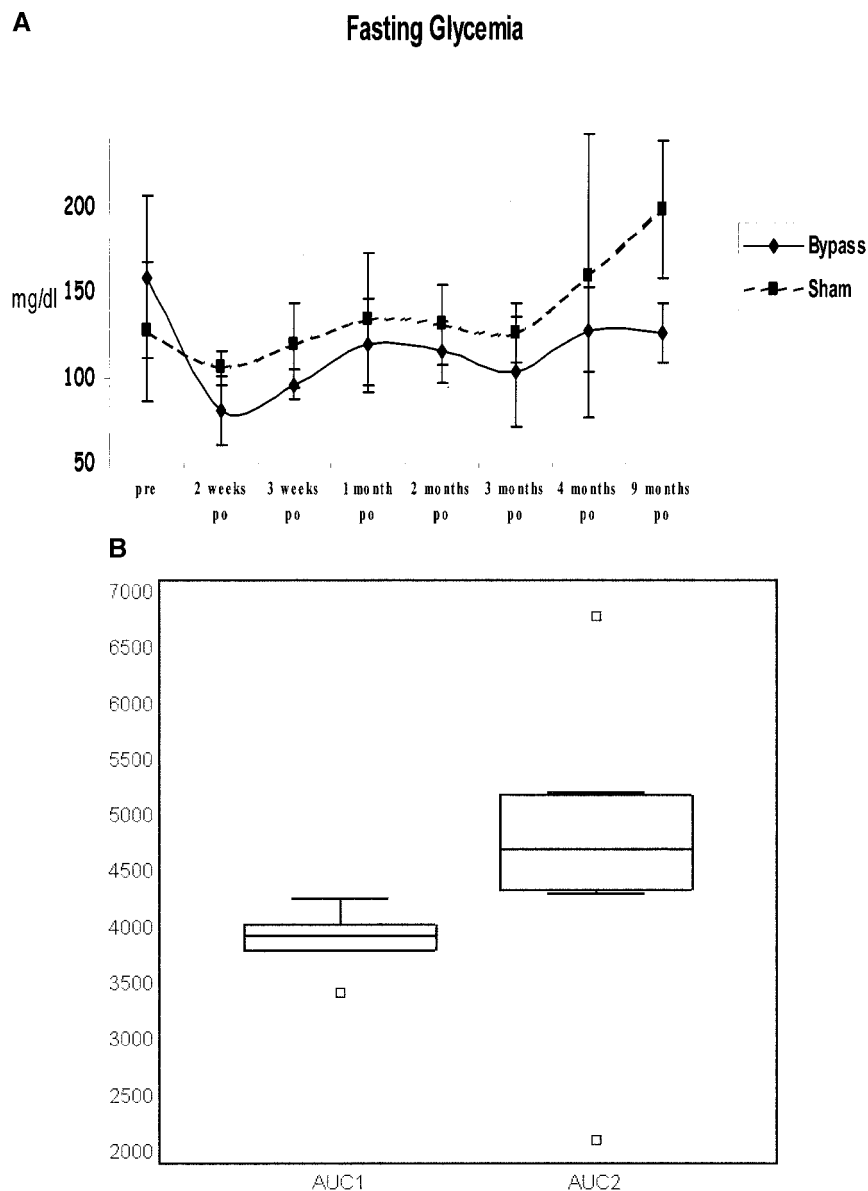 A
Fasting Glycemia
200
150
mg/dl
100
50
Bypass
Sham
pre 2 weeks 3 weeks 1 month 2 months 3 months 4 months 9 months
po po po po po po po
B
7000
6500
6000
5500
5000
4500
4000
3500
3000
2500
2000
AUC1 AUC2